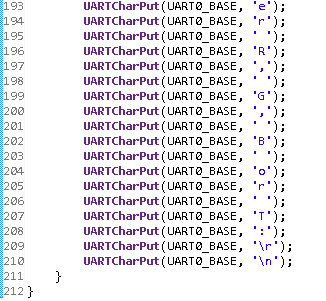 193 UARTCharPut(UART0_BASE, 'e');
194 UARTCharPut(UART0_BASE, 'r');
195 UARTCharPut(UART0_BASE, ' ');
196 UARTCharPut(UART0_BASE, 'R');
197 UARTCharPut(UART0_BASE, ',');
198 UARTCharPut(UART0_BASE, ' ');
199 UARTCharPut(UART0_BASE, 'G');
200 UARTCharPut(UART0_BASE, ',');
201 UARTCharPut(UART0_BASE, ' ');
202 UARTCharPut(UART0_BASE, 'B');
203 UARTCharPut(UART0_BASE, ' ');
204 UARTCharPut(UART0_BASE, 'o');
205 UARTCharPut(UART0_BASE, 'r');
206 UARTCharPut(UART0_BASE, ' ');
207 UARTCharPut(UART0_BASE, 'T');
208 UARTCharPut(UART0_BASE, ':');
209 UARTCharPut(UART0_BASE, '\r');
210 UARTCharPut(UART0_BASE, '\n');
211 }
212 }